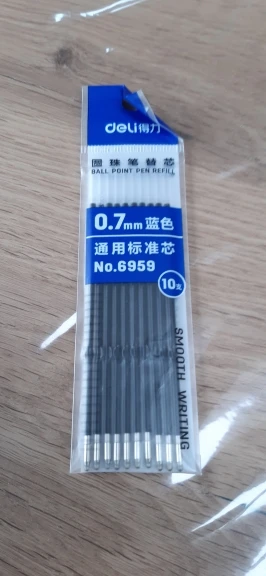 deli得力
圆珠笔替芯
BALL POINT PEN REFILL
0.7mm 蓝色
通用标准芯
No.6959
10支
SMOOTH WRITING